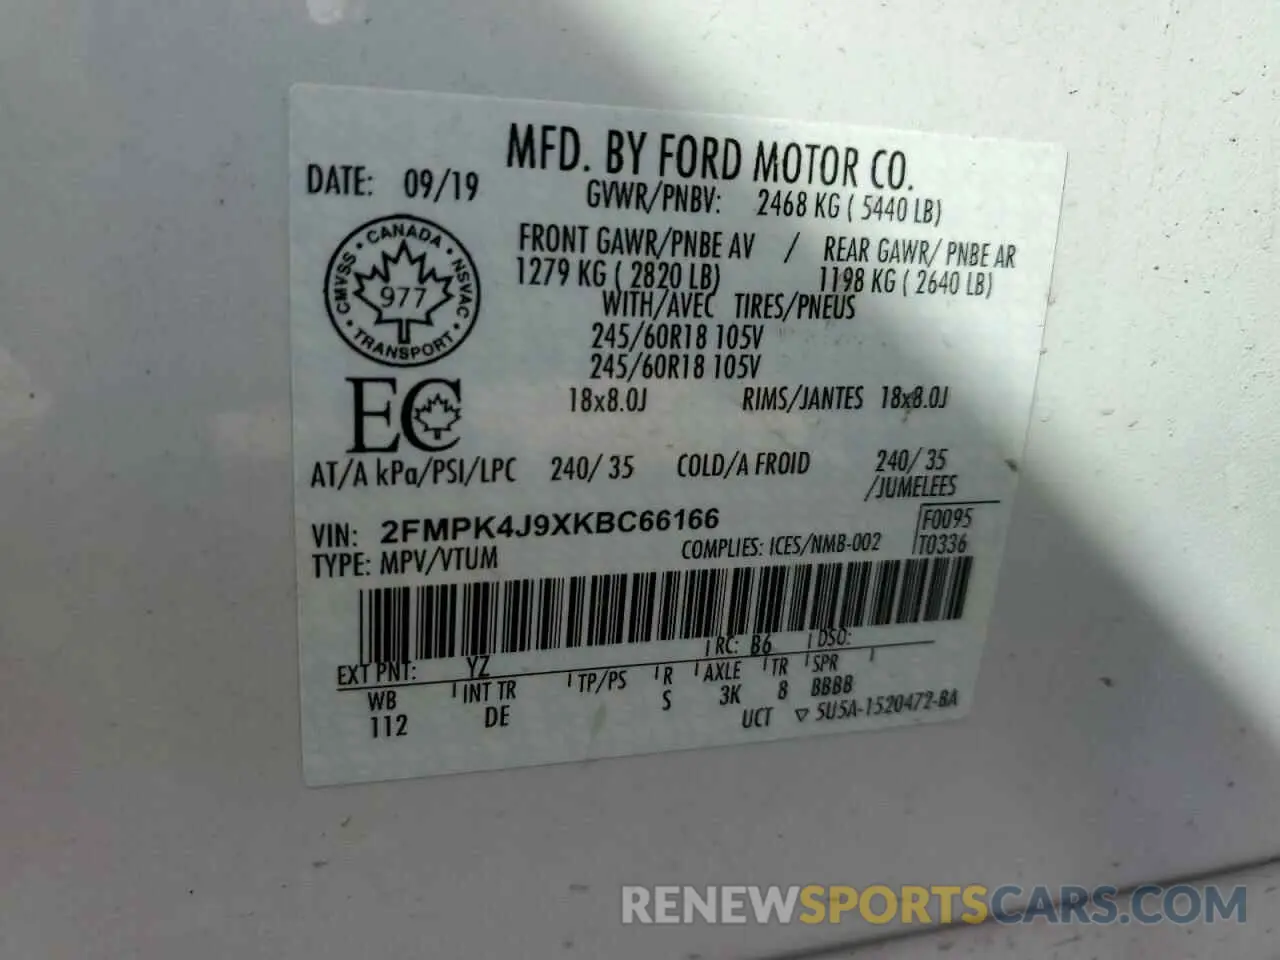 MFD. BY FORD MOTOR CO.
DATE: 09/19
GVWR/PNBV: 2468 KG ( 5440 LB)
FRONT GAWR/PNBE AV / REAR GAWR/ PNBE AR
1279 KG ( 2820 LB) 1198 KG ( 2640 LB)
WITH/AVEC TIRES/PNEUS
245/60R18 105V
245/60R18 105V
18x8.0J RIMS/JANTES 18x8.0J
CANADA
CMVSS NSVAC
977
TRANSPORT
EC
AT/A kPa/PSI/LPC 240/ 35 COLD/A FROID 240/ 35
/JUMELEES
VIN: 2FMPK4J9XKBC66166 F0095
TYPE: MPV/VTUM COMPLIES: ICES/NMB-002 T0336
EXT PNT: YZ RC: B6 DSO:
WB INT TR TP/PS R AXLE TR SPR
112 DE S 3K 8 BBBB
UCT ▽ 5U5A-1520472-BA
RENEWSPORTSCARS.COM